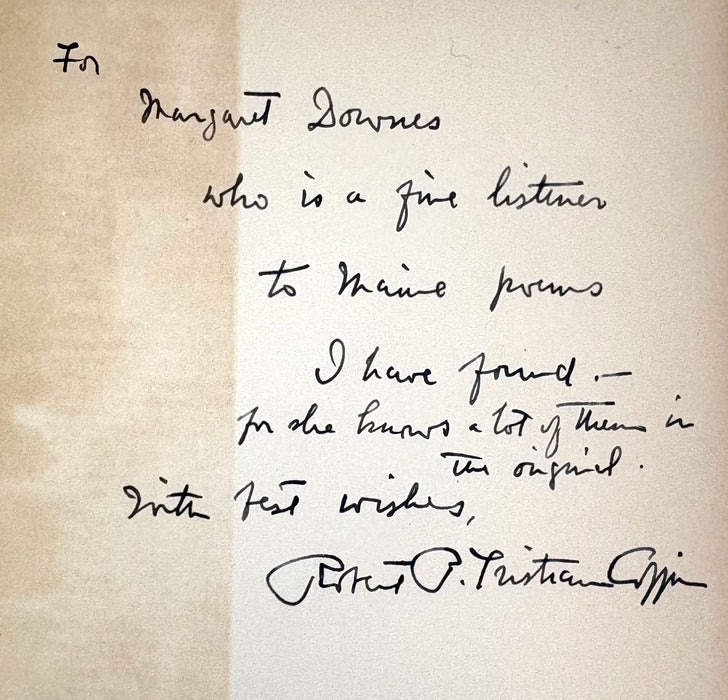 For
Margaret Downes
who is a fine listener
to Maine poems
I have found. —
for she knows a lot of them in
the original.
With best wishes,
Robert P. Tristram Coffin